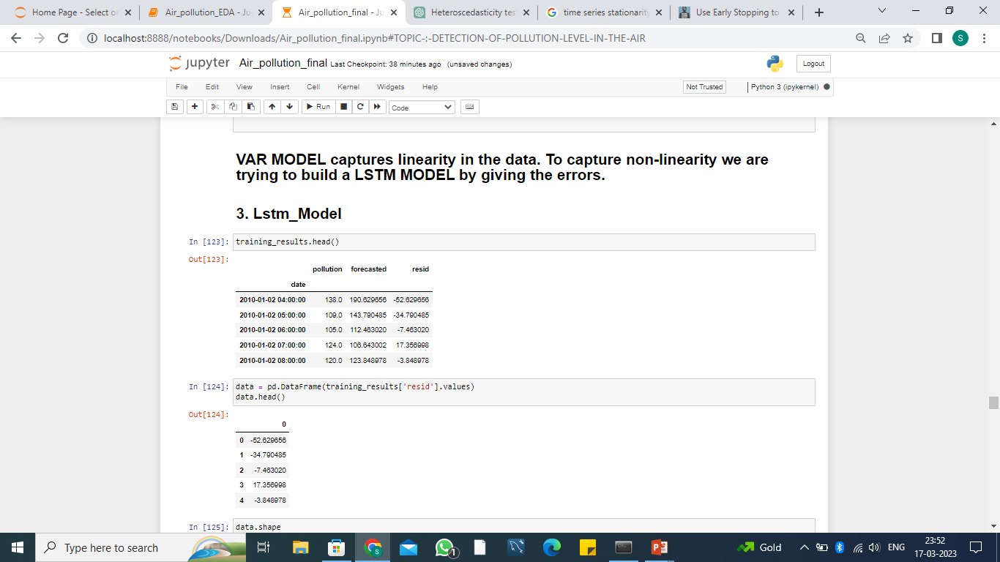 Home Page - Select or
Air_pollution_EDA - Ju
Air_pollution_final - Ju
Heteroscedasticity tes
time series stationarity
Use Early Stopping to
localhost:8888/notebooks/Downloads/Air_pollution_final.ipynb#TOPIC-:-DETECTION-OF-POLLUTION-LEVEL-IN-THE-AIR
S
jupyter Air_pollution_final Last Checkpoint: 38 minutes ago (unsaved changes)
Logout
File Edit View Insert Cell Kernel Widgets Help
Not Trusted
Python 3 (ipykernel)
Run
Code
VAR MODEL captures linearity in the data. To capture non-linearity we are
trying to build a LSTM MODEL by giving the errors.
3. Lstm_Model
In [123]: training_results.head()
Out[123]:
pollution forecasted resid
date
2010-01-02 04:00:00 138.0 190.629656 -52.629656
2010-01-02 05:00:00 109.0 143.790485 -34.790485
2010-01-02 06:00:00 105.0 112.463020 -7.463020
2010-01-02 07:00:00 124.0 106.643002 17.356998
2010-01-02 08:00:00 120.0 123.848978 -3.848978
In [124]: data = pd.DataFrame(training_results['resid'].values)
data.head()
Out[124]:
0
0 -52.629656
1 -34.790485
2 -7.463020
3 17.356998
4 -3.848978
In [125]: data.shape
Type here to search
1
Gold
ENG
23:52
17-03-2023